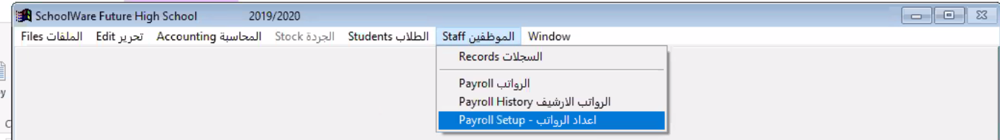 SchoolWare Future High School 2019/2020
Files الملفات Edit تحرير Accounting المحاسبة Stock الجردة Students الطلاب Staff الموظفين Window
Records السجلات
Payroll الرواتب
Payroll History الرواتب الارشيف
Payroll Setup - اعداد الرواتب